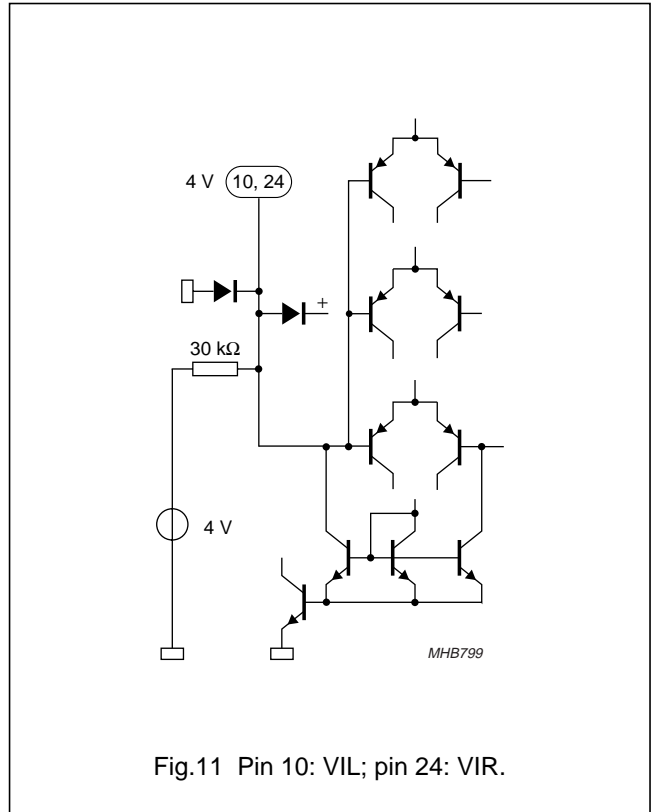 4 V 10, 24
+
30 kΩ
4 V
MHB799
Fig.11 Pin 10: VIL; pin 24: VIR.